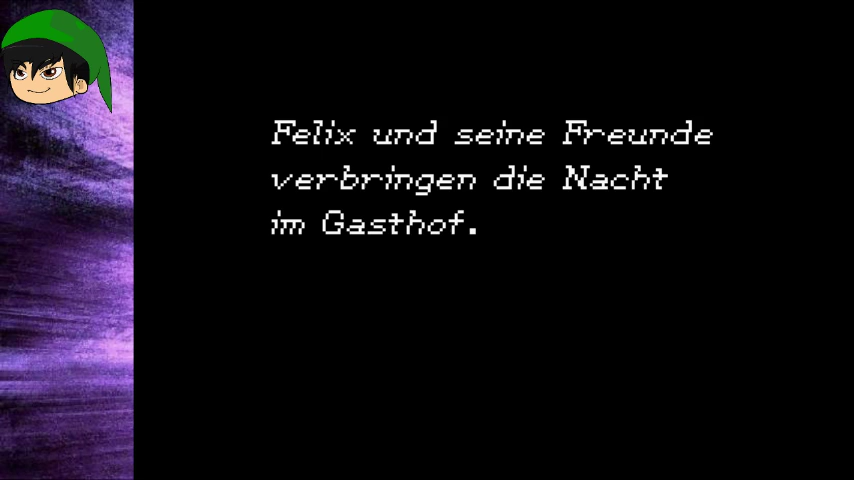 Felix und seine Freunde
verbringen die Nacht
im Gasthof.